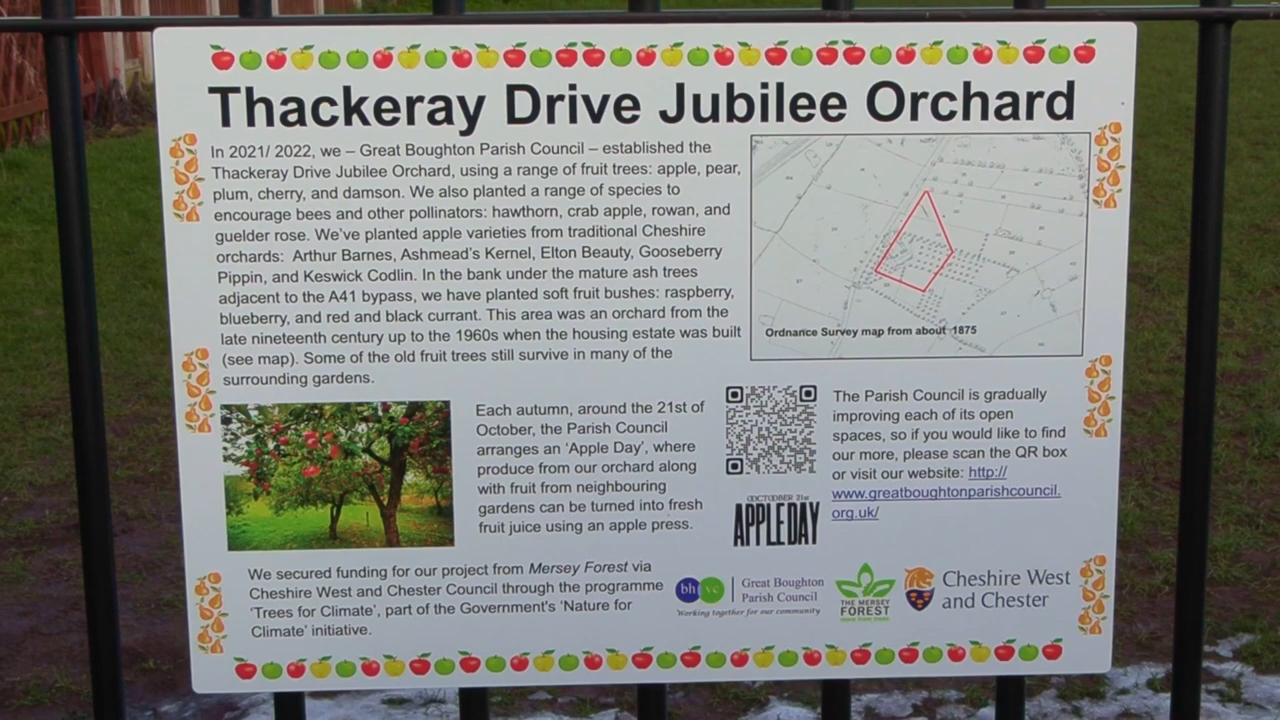 Thackeray Drive Jubilee Orchard
In 2021/ 2022, we – Great Boughton Parish Council – established the
Thackeray Drive Jubilee Orchard, using a range of fruit trees: apple, pear,
plum, cherry, and damson. We also planted a range of species to
encourage bees and other pollinators: hawthorn, crab apple, rowan, and
guelder rose. We've planted apple varieties from traditional Cheshire
orchards: Arthur Barnes, Ashmead's Kernel, Elton Beauty, Gooseberry
Pippin, and Keswick Codlin. In the bank under the mature ash trees
adjacent to the A41 bypass, we have planted soft fruit bushes: raspberry,
blueberry, and red and black currant. This area was an orchard from the
late nineteenth century up to the 1960s when the housing estate was built
(see map). Some of the old fruit trees still survive in many of the
surrounding gardens.
Ordnance Survey map from about 1875
Each autumn, around the 21st of
October, the Parish Council
arranges an 'Apple Day', where
produce from our orchard along
with fruit from neighbouring
gardens can be turned into fresh
fruit juice using an apple press.
OCTOBER 21st
APPLE DAY
The Parish Council is gradually
improving each of its open
spaces, so if you would like to find
our more, please scan the QR box
or visit our website: http://
www.greatboughtonparishcouncil.
org.uk/
We secured funding for our project from Mersey Forest via
Cheshire West and Chester Council through the programme
'Trees for Climate', part of the Government's 'Nature for
Climate' initiative.
Great Boughton
Parish Council
Working together for our community
THE MERSEY
FOREST
more from trees
Cheshire West
and Chester